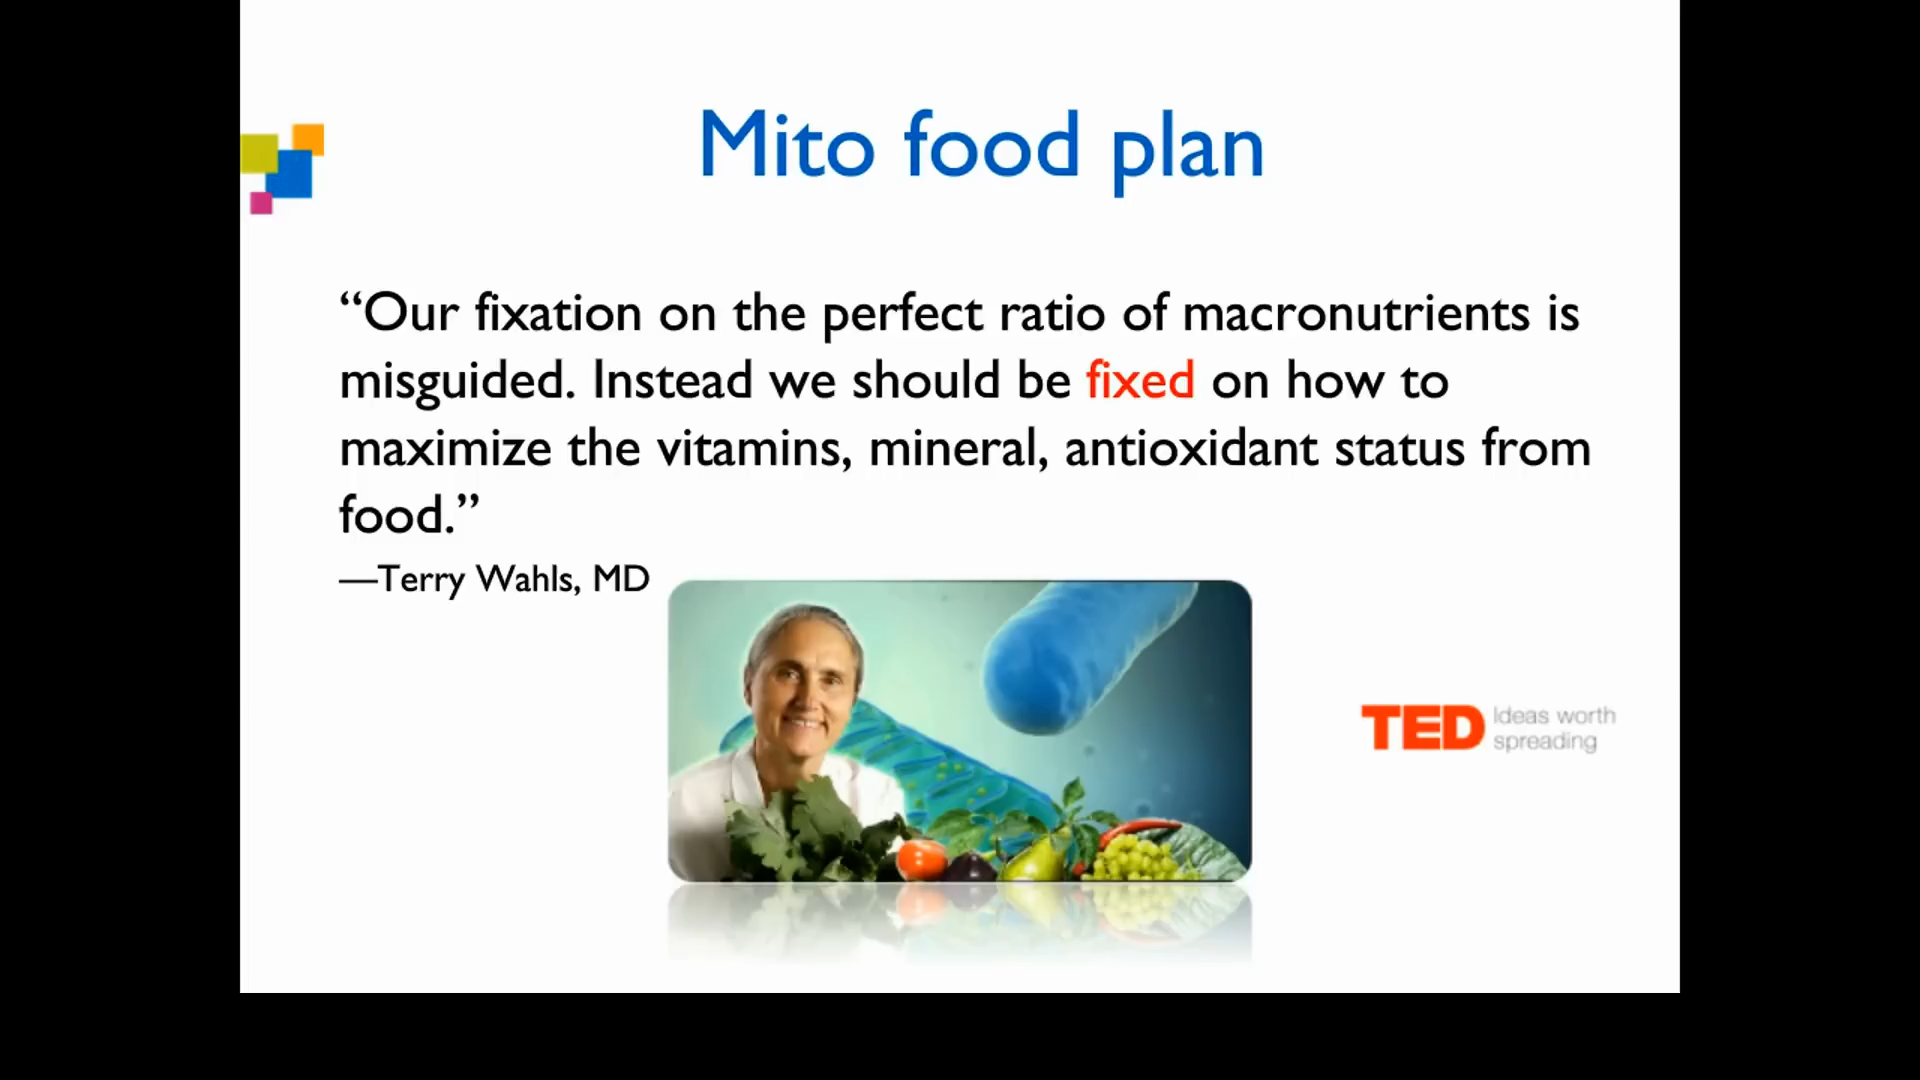 Mito food plan
“Our fixation on the perfect ratio of macronutrients is
misguided. Instead we should be fixed on how to
maximize the vitamins, mineral, antioxidant status from
food.”
—Terry Wahls, MD
TED Ideas worth
spreading